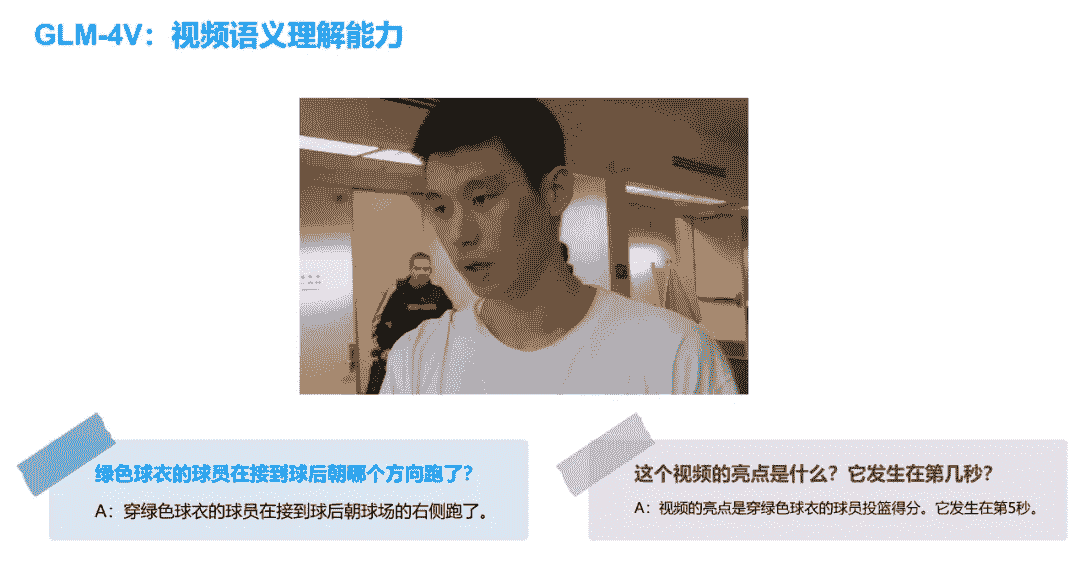 GLM-4V：视频语义理解能力
绿色球衣的球员在接到球后朝哪个方向跑了？
A：穿绿色球衣的球员在接到球后朝球场的右侧跑了。
这个视频的亮点是什么？它发生在第几秒？
A：视频的亮点是穿绿色球衣的球员投篮得分。它发生在第5秒。